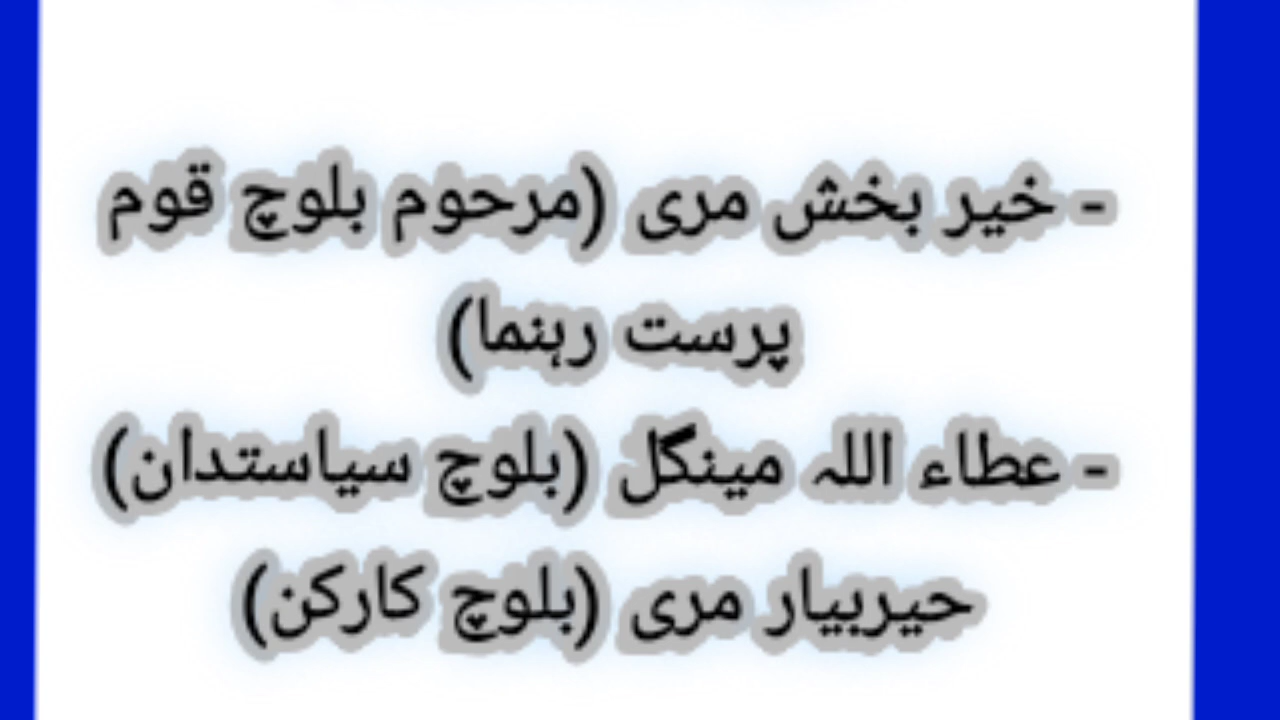 - خیر بخش مری (مرحوم بلوچ قوم
پرست رہنما)
- عطاء اللہ مینگل (بلوچ سیاستدان)
حیربیار مری (بلوچ کارکن)